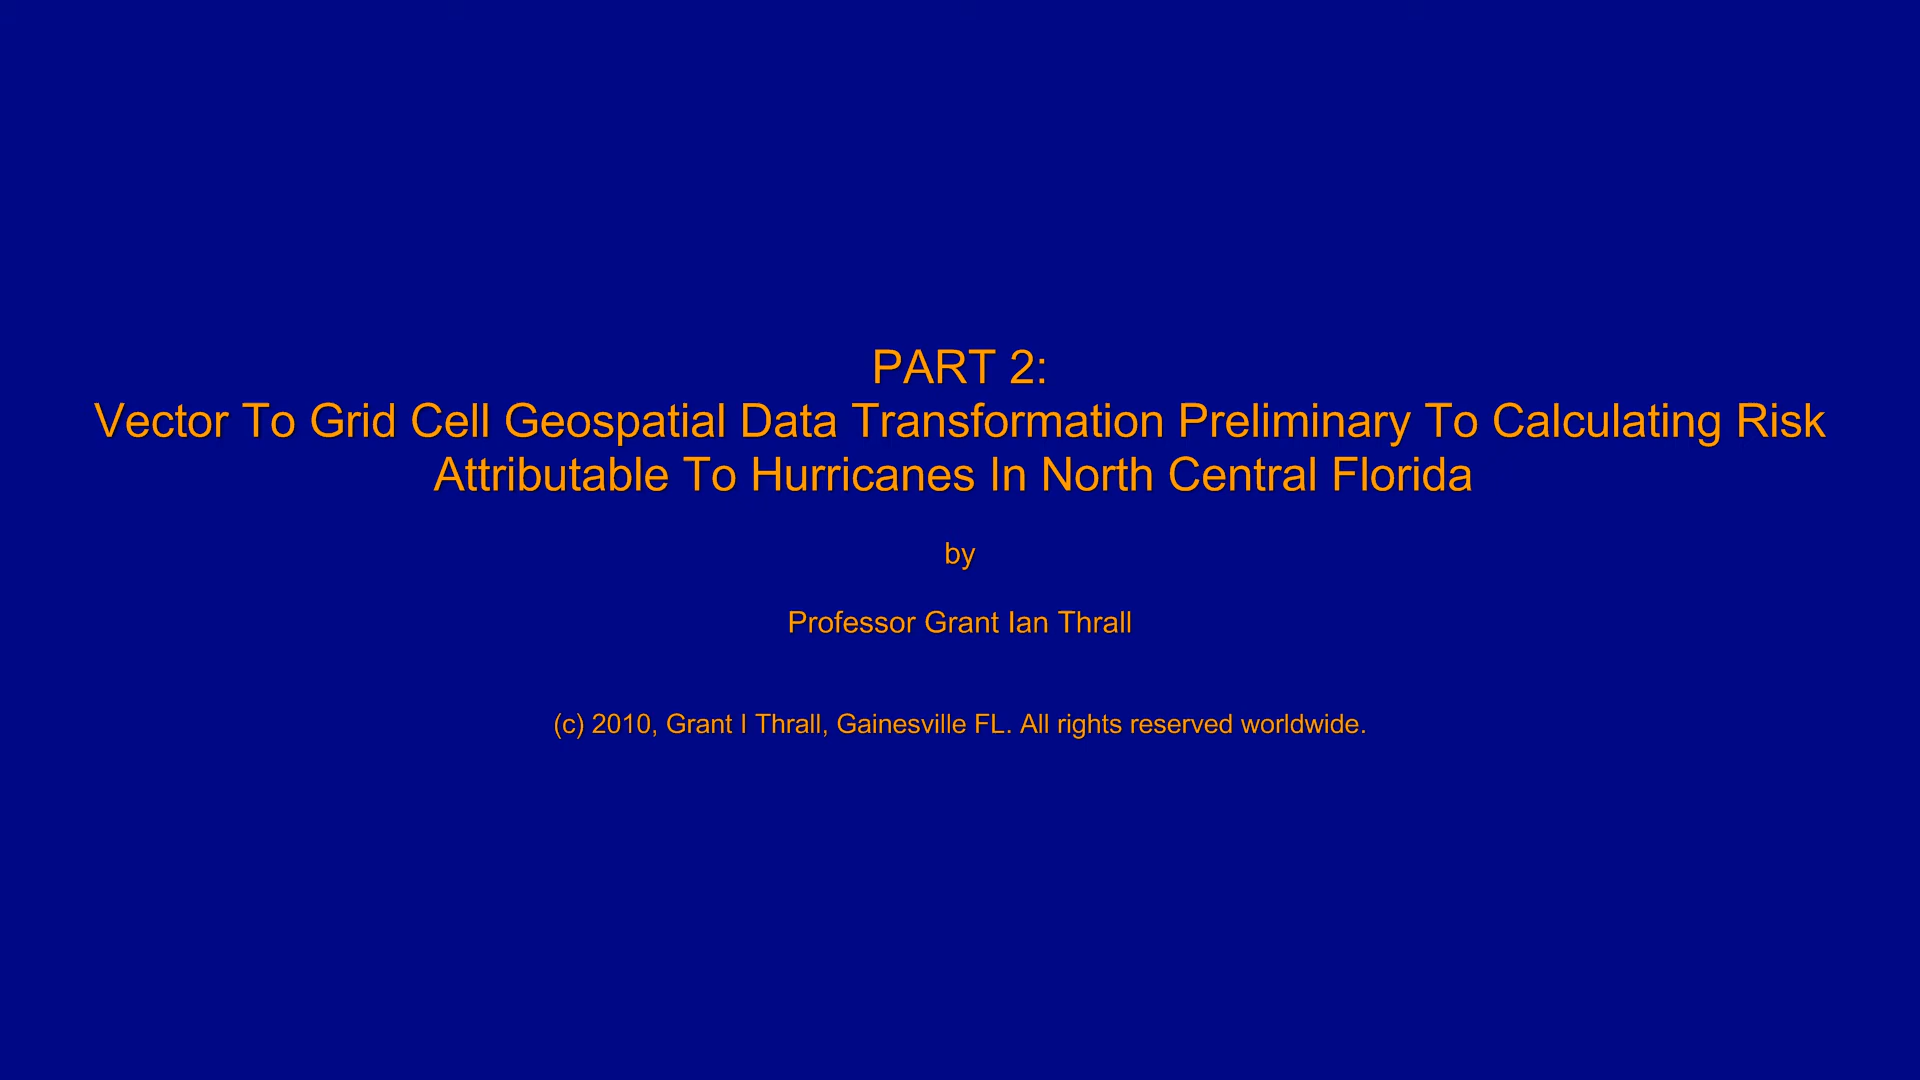 PART 2:
Vector To Grid Cell Geospatial Data Transformation Preliminary To Calculating Risk
Attributable To Hurricanes In North Central Florida
by
Professor Grant Ian Thrall
(c) 2010, Grant I Thrall, Gainesville FL. All rights reserved worldwide.